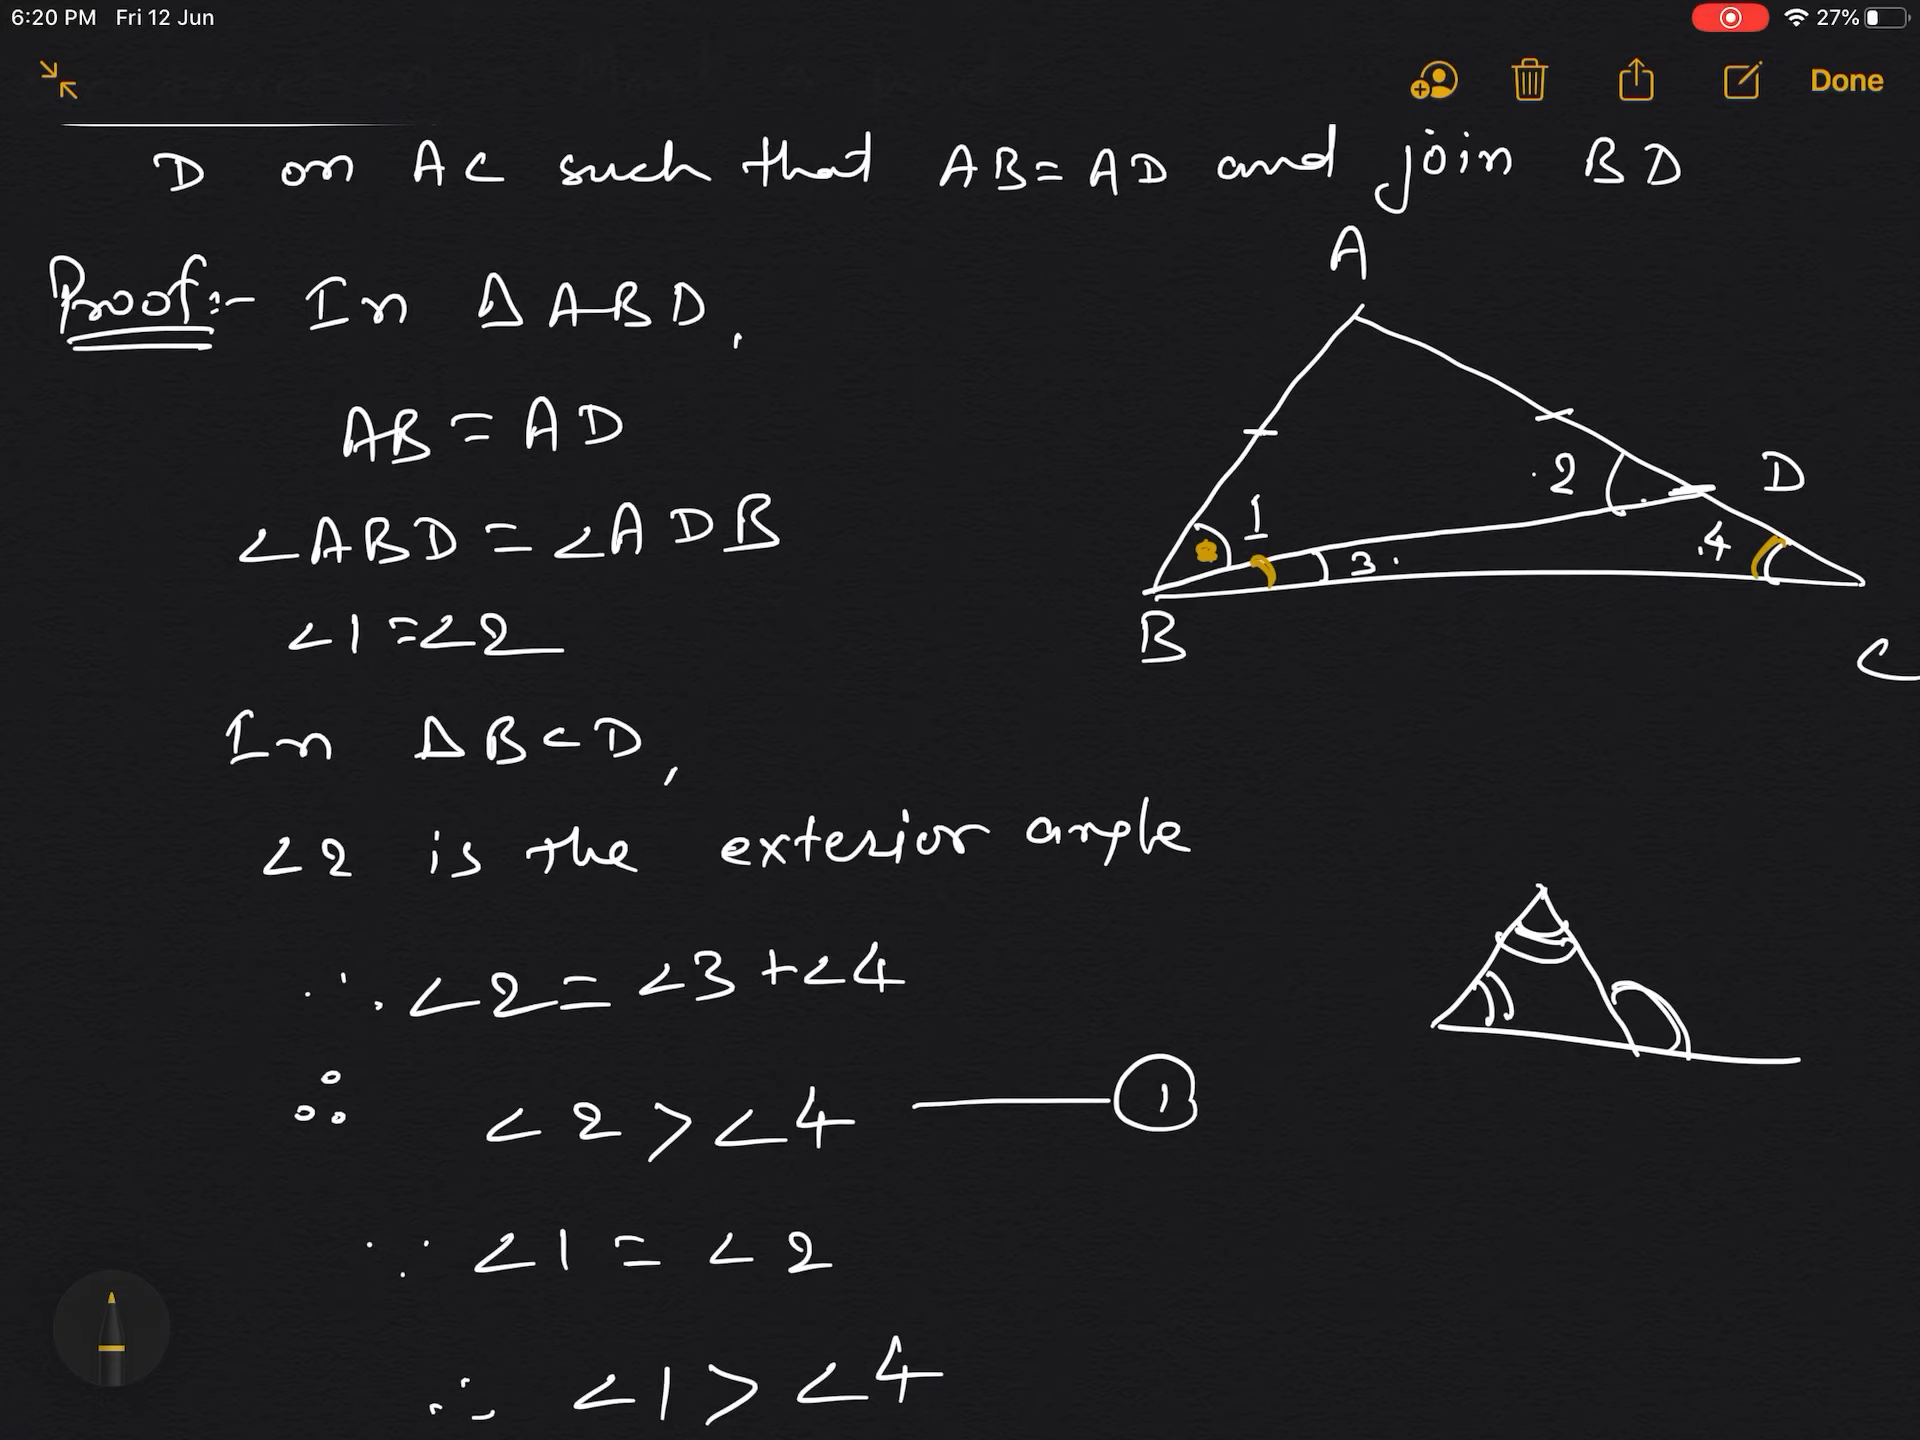 6:20 PM Fri 12 Jun 27%
Done
D on AC such that AB=AD and join BD
Proof:- In ΔABD,
AB = AD
∠ABD = ∠ADB
∠1 = ∠2
In ΔBCD,
∠2 is the exterior angle
∴ ∠2 = ∠3 + ∠4
∴ ∠2 > ∠4 — ①
∵ ∠1 = ∠2
∴ ∠1 > ∠4
A
2 D
1
3 4
B
C